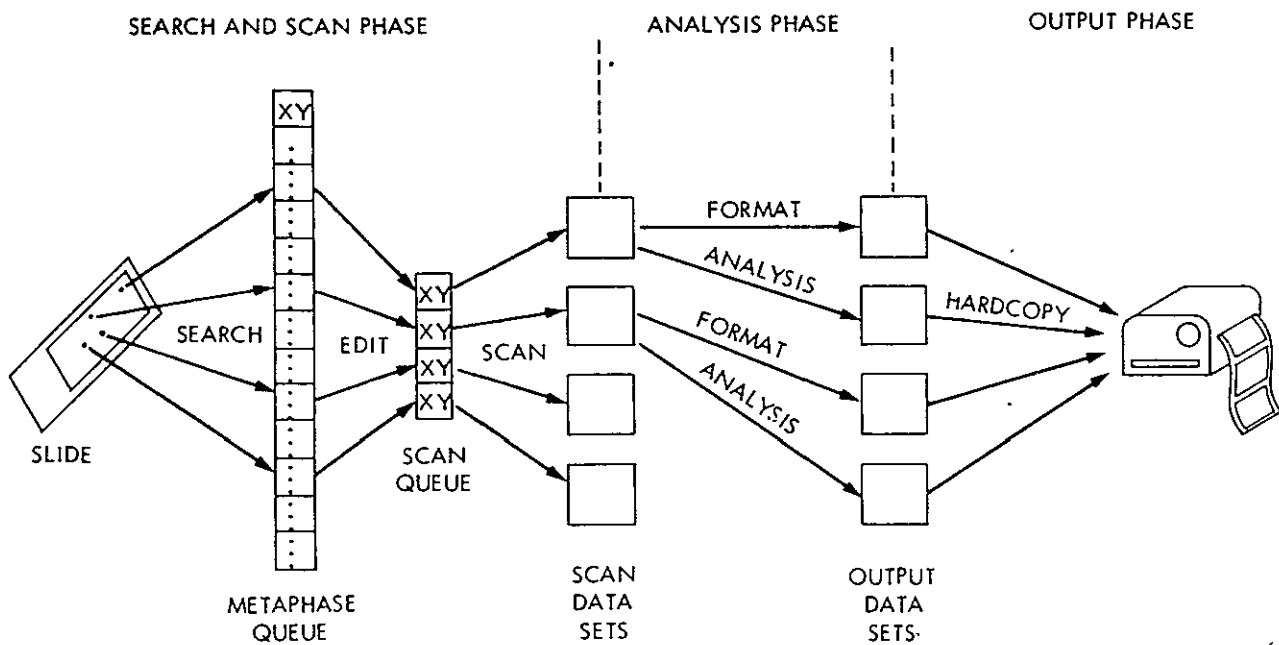 SEARCH AND SCAN PHASE
ANALYSIS PHASE
OUTPUT PHASE
XY
FORMAT
ANALYSIS
XY
HARDCOPY
SEARCH
EDIT
XY
SCAN
FORMAT
XY
ANALYSIS
XY
SLIDE
SCAN
QUEUE
METAPHASE
QUEUE
SCAN
DATA
SETS
OUTPUT
DATA
SETS